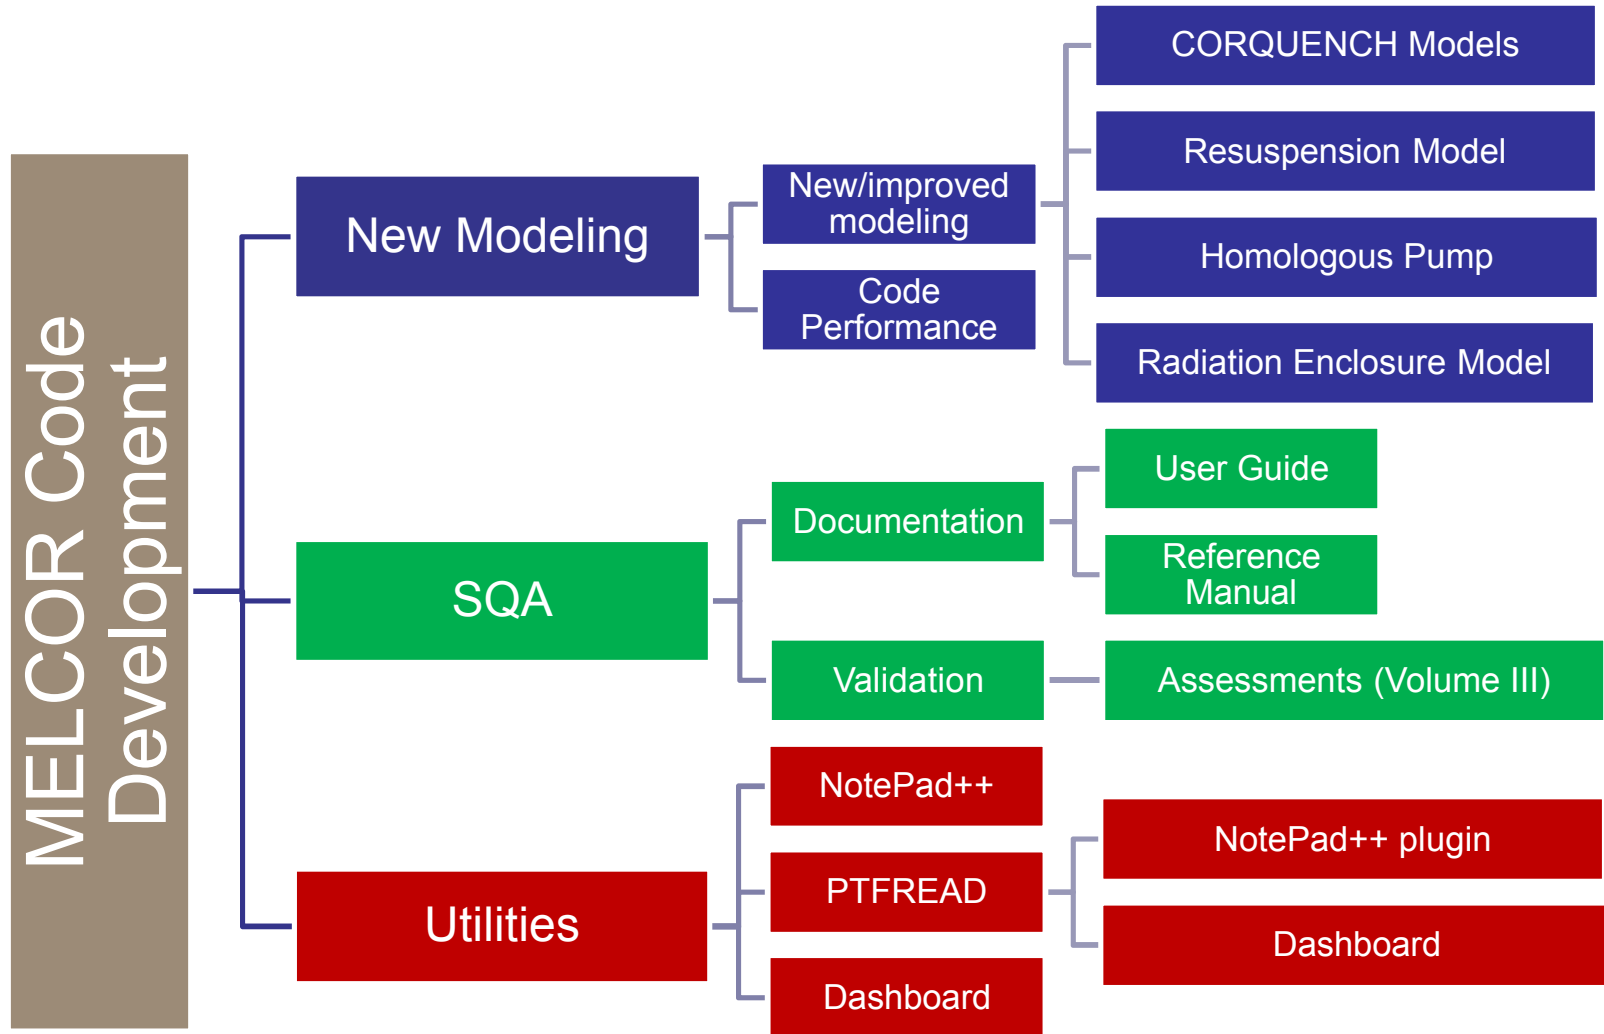 MELCOR Code
Development
New Modeling
New/improved
modeling
Code
Performance
CORQUENCH Models
Resuspension Model
Homologous Pump
Radiation Enclosure Model
SQA
Documentation
User Guide
Reference
Manual
Validation
Assessments (Volume III)
Utilities
NotePad++
PTFREAD
NotePad++ plugin
Dashboard
Dashboard